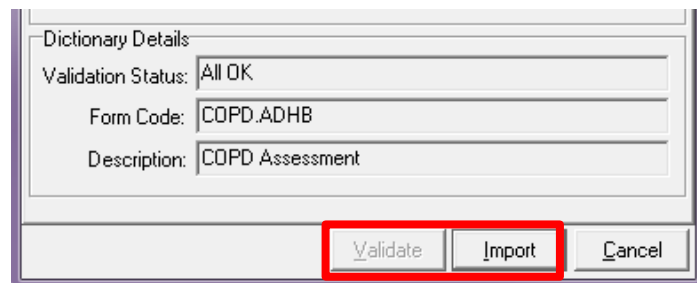 Dictionary Details
Validation Status: All OK
Form Code: COPD.ADHB
Description: COPD Assessment
Validate Import Cancel